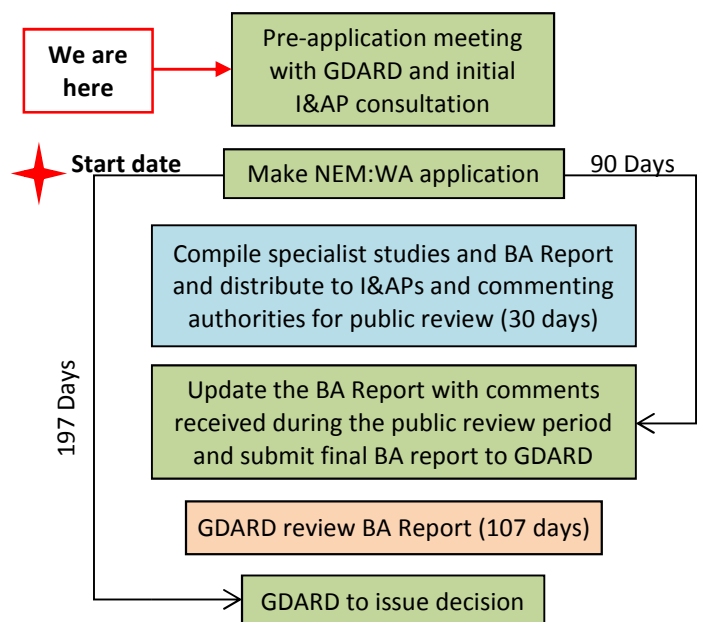 We are
here
Pre-application meeting
with GDARD and initial
I&AP consultation
Start date
Make NEM:WA application
90 Days
Compile specialist studies and BA Report
and distribute to I&APs and commenting
authorities for public review (30 days)
197 Days
Update the BA Report with comments
received during the public review period
and submit final BA report to GDARD
GDARD review BA Report (107 days)
GDARD to issue decision